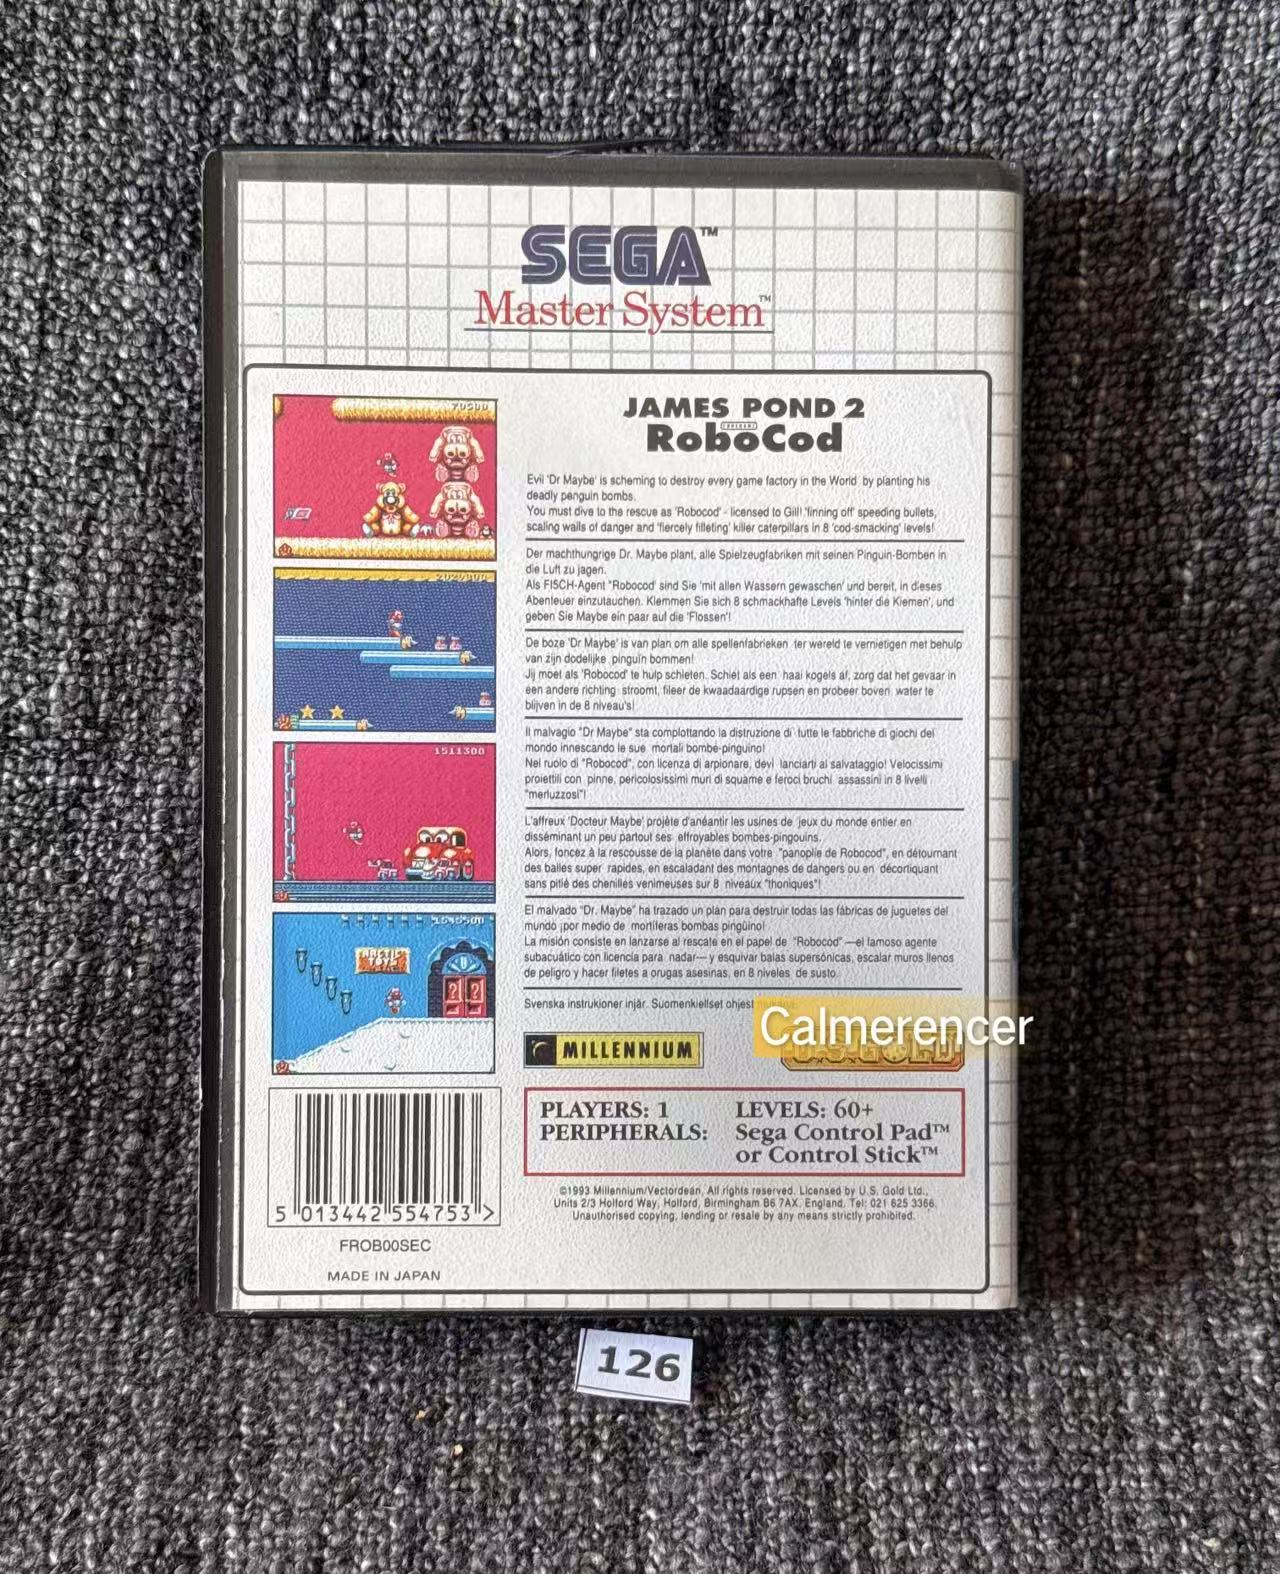 SEGA™
Master System™
JAMES POND 2
RoboCod
70500
Evil 'Dr Maybe' is scheming to destroy every game factory in the World by planting his
deadly penguin bombs.
You must dive to the rescue as 'Robocod' - licensed to Gill! 'finning off' speeding bullets,
scaling walls of danger and 'fiercely filleting' killer caterpillars in 8 'cod-smacking' levels!
Der machthungrige Dr. Maybe plant, alle Spielzeugfabriken mit seinen Pinguin-Bomben in
die Luft zu jagen.
Als FISCH-Agent "Robocod' sind Sie 'mit allen Wassern gewaschen' und bereit, in dieses
Abenteuer einzutauchen. Klemmen Sie sich 8 schmackhafte Levels 'hinter die Kiemen', und
geben Sie Maybe ein paar auf die 'Flossen'!
De boze 'Dr Maybe' is van plan om alle spellenfabrieken ter wereld te vernietigen met behulp
van zijn dodelijke pinguïn bommen!
Jij moet als 'Robocod' te hulp schieten. Schiet als een haai kogels af, zorg dat het gevaar in
een andere richting stroomt, fileer de kwaadaardige rupsen en probeer boven water te
blijven in de 8 niveau's!
1511300
Il malvagio "Dr Maybe" sta complottando la distruzione di tutte le fabbriche di giochi del
mondo innescando le sue mortali bombe-pinguino!
Nel ruolo di "Robocod", con licenza di arpionare, devi lanciarti al salvataggio! Velocissimi
proiettili con pinne, pericolosissimi muri di squame e feroci bruchi assassini in 8 livelli
"merluzzosi"!
L'affreux 'Docteur Maybe' projète d'anéantir les usines de jeux du monde entier en
disséminant un peu partout ses effroyables bombes-pingouins.
Alors, foncez à la rescousse de la planète dans votre "panoplie de Robocod", en détournant
des balles super rapides, en escaladant des montagnes de dangers ou en décortiquant
sans pitié des chenilles venimeuses sur 8 niveaux "thoniques"!
El malvado "Dr. Maybe" ha trazado un plan para destruir todas las fábricas de juguetes del
mundo ¡por medio de mortíferas bombas pingüino!
La misión consiste en lanzarse al rescate en el papel de "Robocod" —el famoso agente
subacuático con licencia para nadar— y esquivar balas supersónicas, escalar muros llenos
de peligro y hacer filetes a orugas asesinas, en 8 niveles de susto.
ARCTIC
TOYS
Svenska instruktioner injär. Suomenkiellset ohjest
Calmerencer
MILLENNIUM
U.S. GOLD
PLAYERS: 1 LEVELS: 60+
PERIPHERALS: Sega Control Pad™
or Control Stick™
©1993 Millennium/Vectordean, All rights reserved. Licensed by U.S. Gold Ltd.,
Units 2/3 Holford Way, Holford, Birmingham B6 7AX. England. Tel: 021 625 3366.
Unauthorised copying, lending or resale by any means strictly prohibited.
5 013442 554753 >
FROB00SEC
MADE IN JAPAN
126